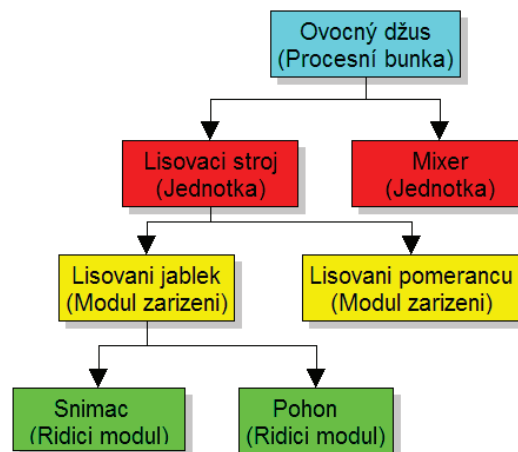 Ovocný džus
(Procesní bunka)
Lisovaci stroj
(Jednotka)
Mixer
(Jednotka)
Lisovani jablek
(Modul zarizeni)
Lisovani pomerancu
(Modul zarizeni)
Snimac
(Ridici modul)
Pohon
(Ridici modul)